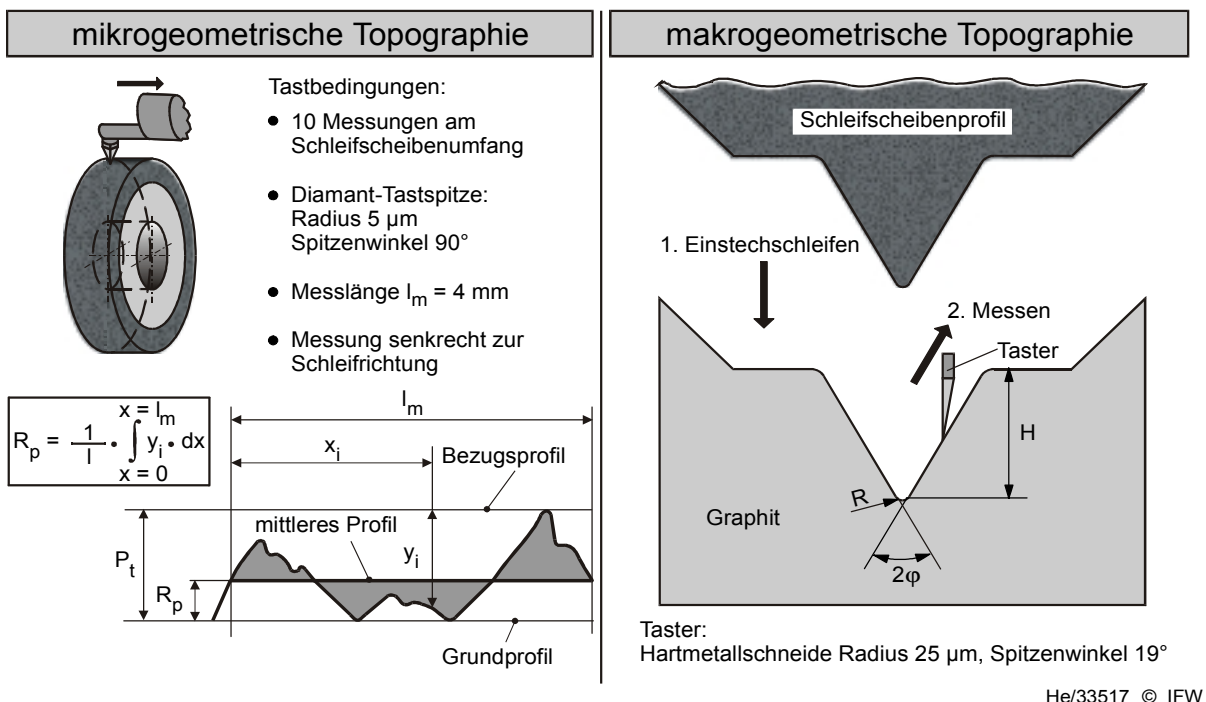 mikrogeometrische Topographie
Tastbedingungen:
• 10 Messungen am
Schleifscheibenumfang
• Diamant-Tastspitze:
Radius 5 µm
Spitzenwinkel 90°
• Messlänge lm = 4 mm
• Messung senkrecht zur
Schleifrichtung
x = lm
Rp = 1/l • ∫ yi • dx
x = 0
lm
xi
Bezugsprofil
mittleres Profil
Pt
yi
Rp
Grundprofil
makrogeometrische Topographie
Schleifscheibenprofil
1. Einstechschleifen
2. Messen
Taster
H
R
Graphit
2φ
Taster:
Hartmetallschneide Radius 25 µm, Spitzenwinkel 19°
He/33517 © IFW